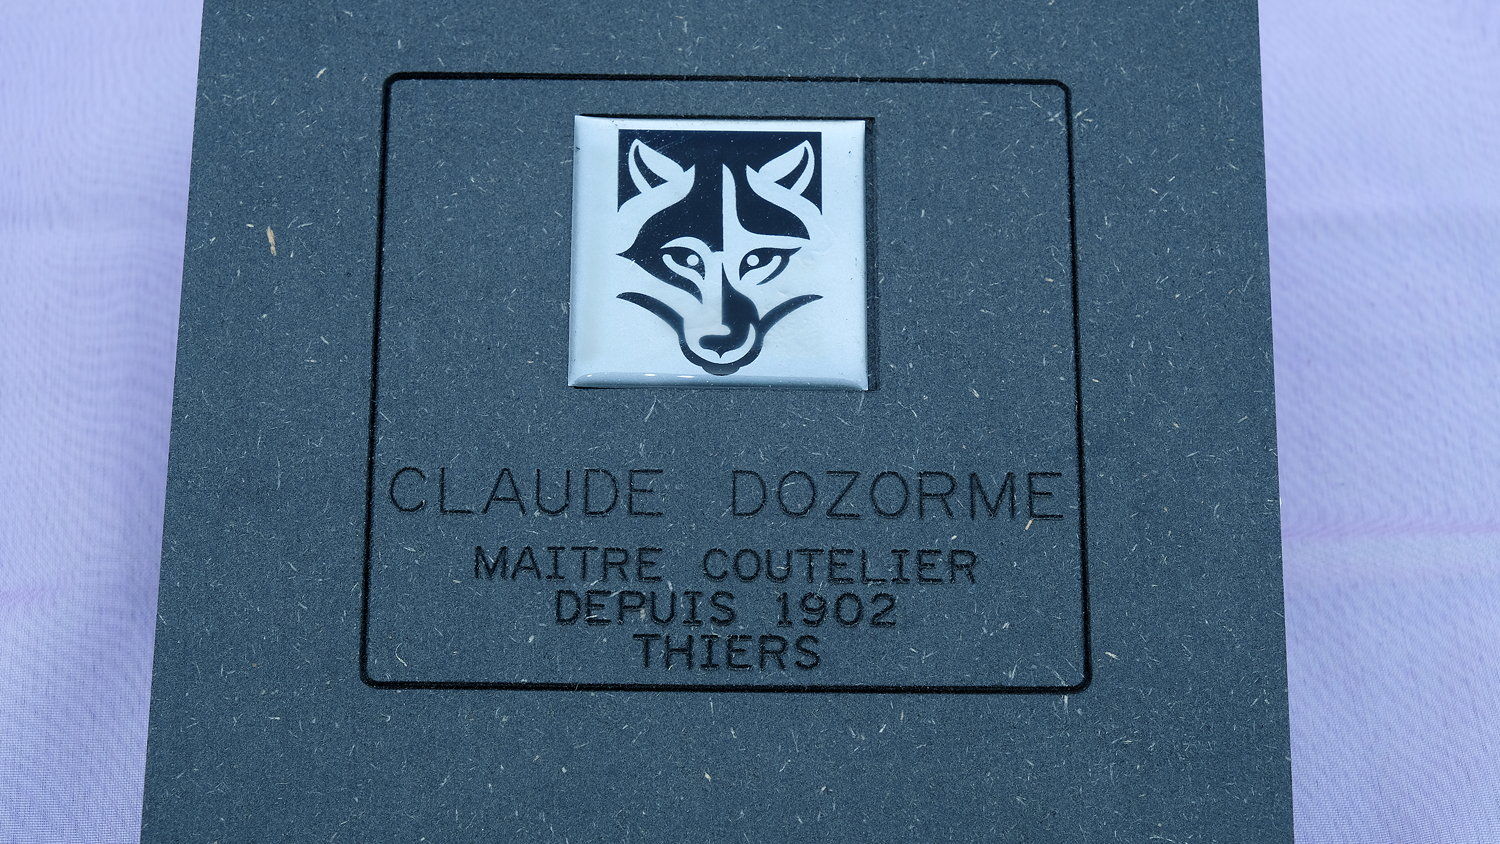 CLAUDE DOZORME
MAITRE COUTELIER
DEPUIS 1902
THIERS